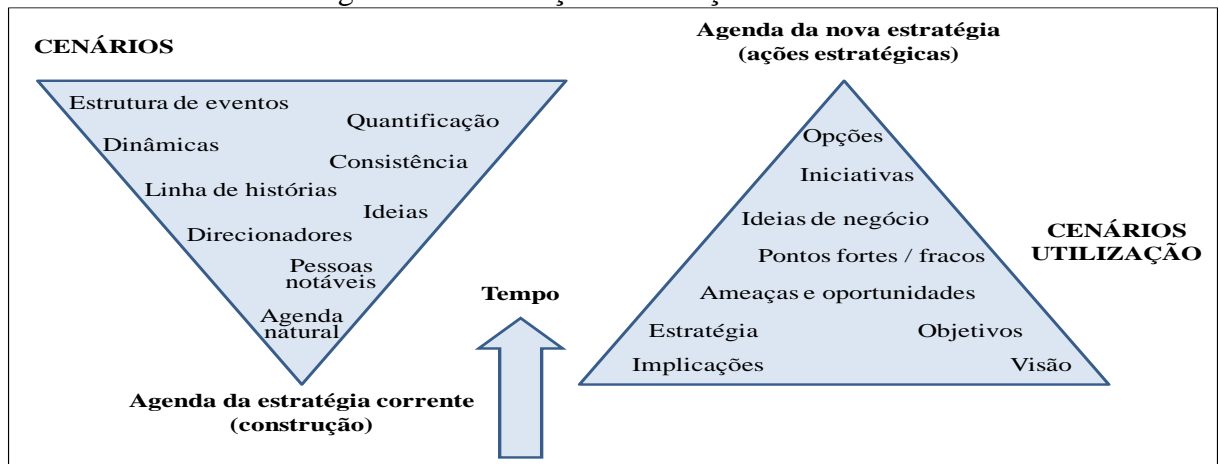 CENÁRIOS
Estrutura de eventos
Quantificação
Dinâmicas
Consistência
Linha de histórias
Ideias
Direcionadores
Pessoas
notáveis
Agenda
natural
Agenda da estratégia corrente
(construção)
Tempo
Agenda da nova estratégia
(ações estratégicas)
Opções
Iniciativas
Ideias de negócio
Pontos fortes / fracos
Ameaças e oportunidades
Estratégia
Objetivos
Implicações
Visão
CENÁRIOS
UTILIZAÇÃO